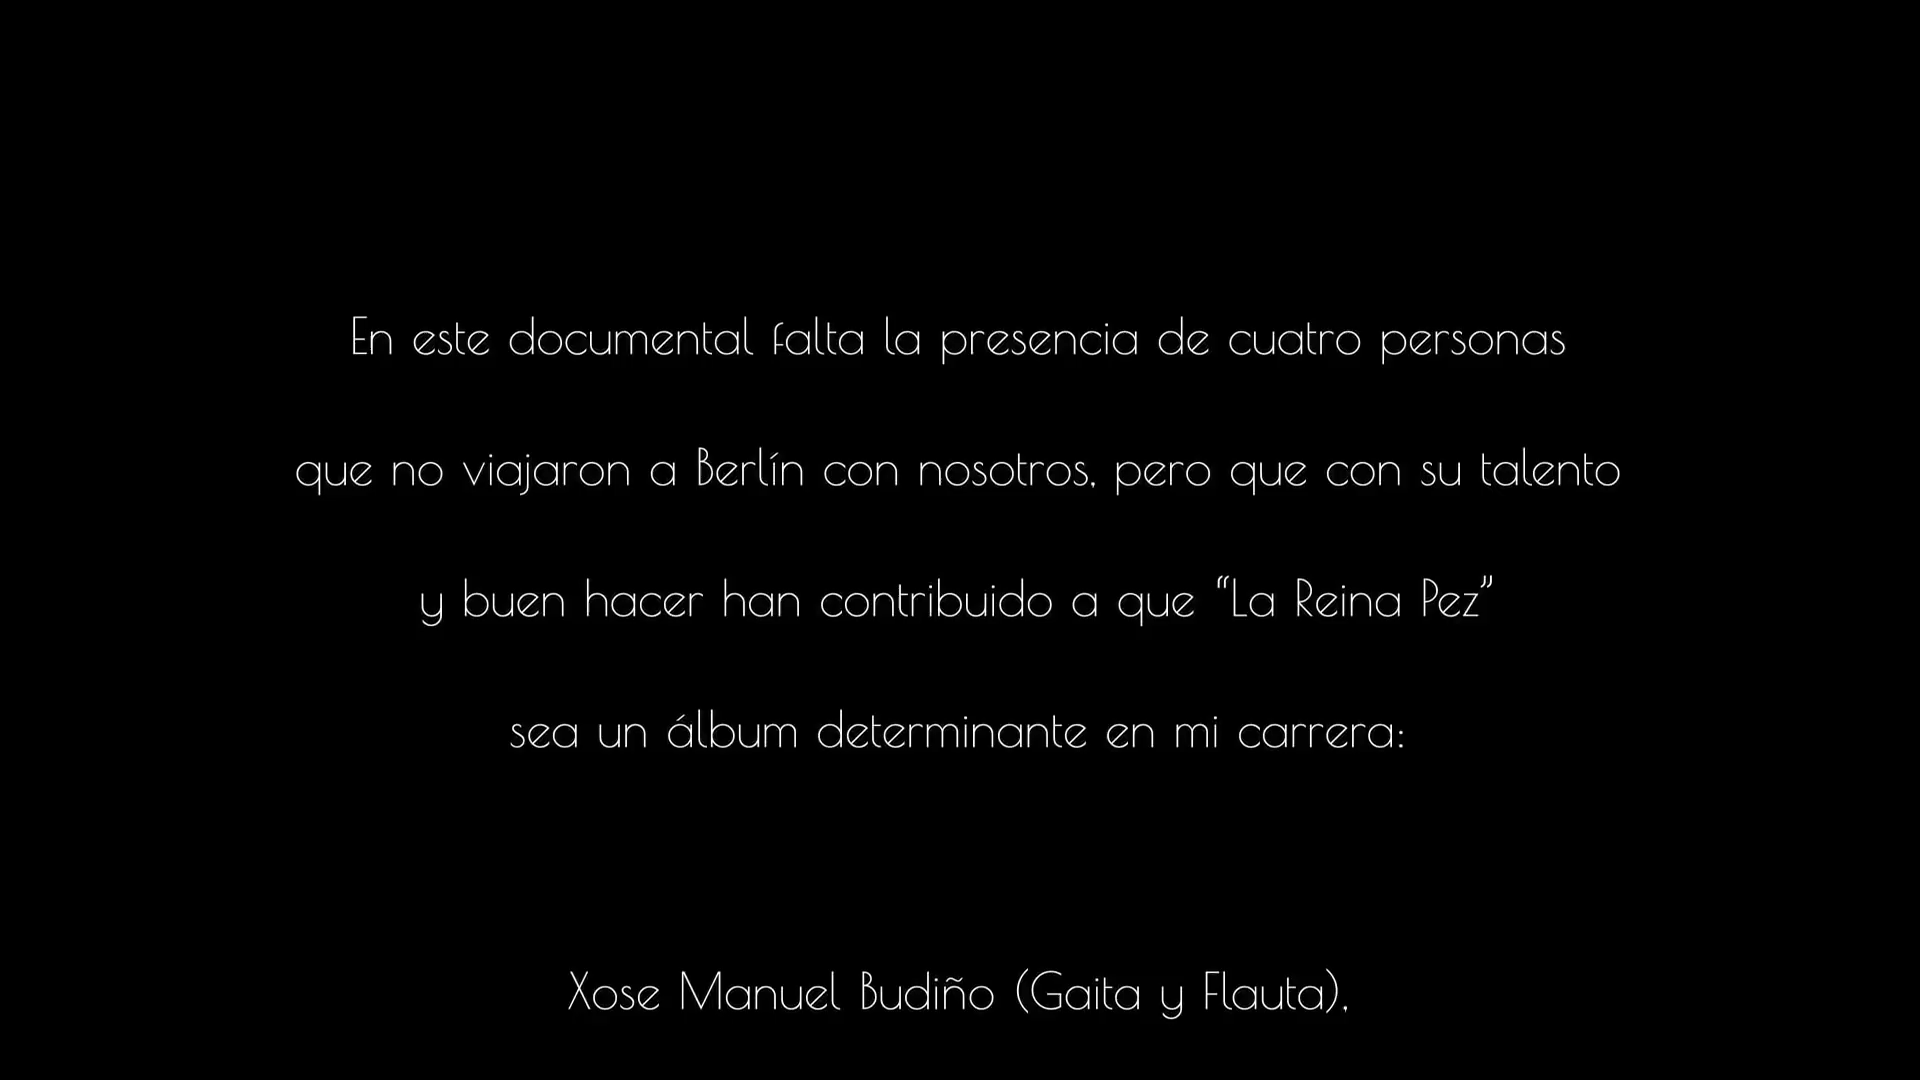 En este documental falta la presencia de cuatro personas
que no viajaron a Berlín con nosotros, pero que con su talento
y buen hacer han contribuido a que “La Reina Pez”
sea un álbum determinante en mi carrera:
Xose Manuel Budiño (Gaita y Flauta),